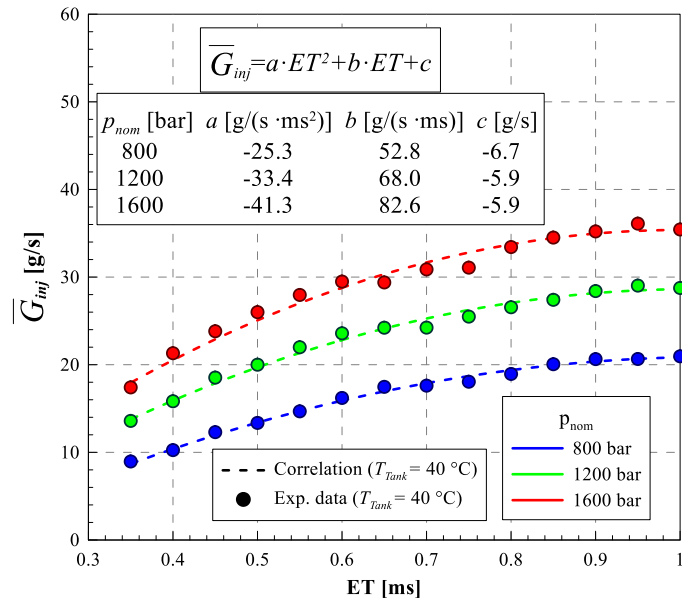 G̅inj=a·ET²+b·ET+c
pnom [bar] a [g/(s ·ms²)] b [g/(s ·ms)] c [g/s]
800 -25.3 52.8 -6.7
1200 -33.4 68.0 -5.9
1600 -41.3 82.6 -5.9
60
50
40
30
20
10
0
G̅inj [g/s]
pnom
800 bar
1200 bar
1600 bar
Correlation (TTank = 40 °C)
Exp. data (TTank = 40 °C)
0.3 0.4 0.5 0.6 0.7 0.8 0.9 1
ET [ms]